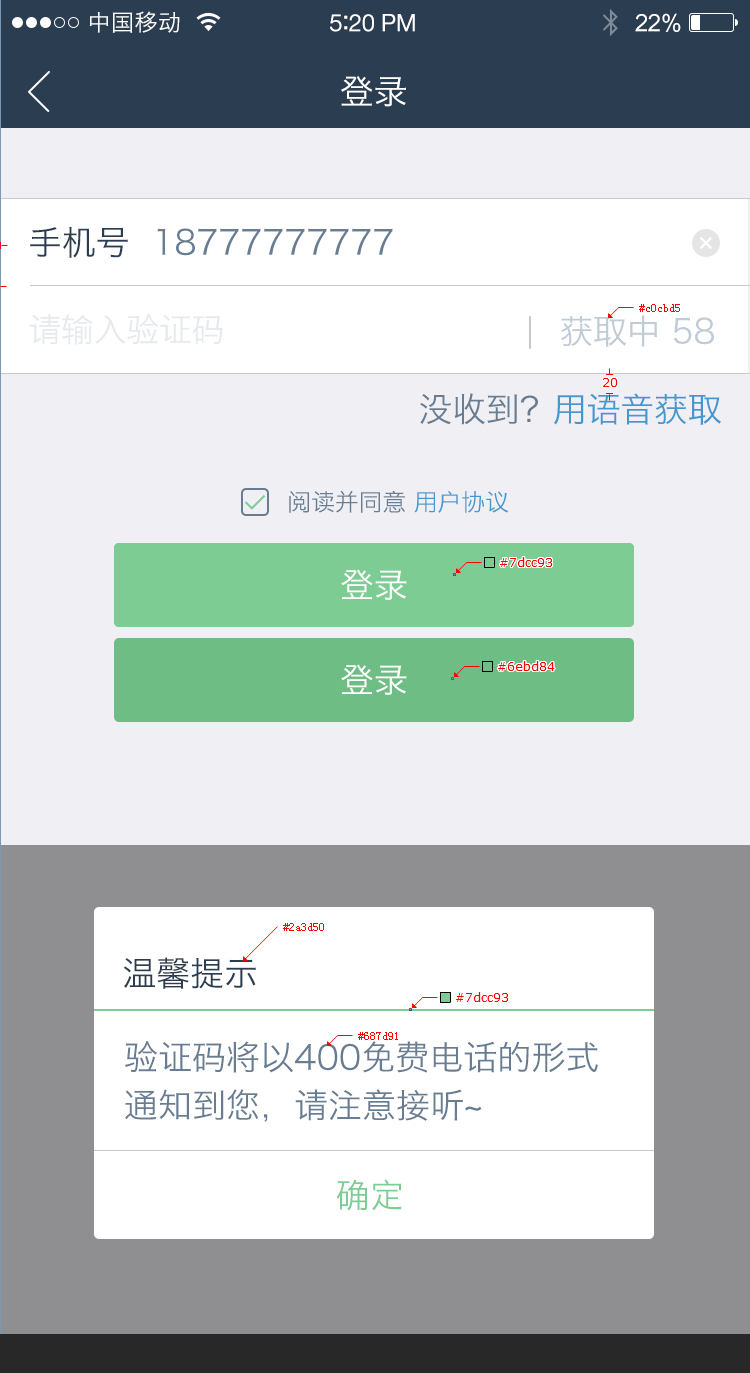 中国移动 5:20 PM 22%
登录
手机号 18777777777
#c0cbd5
请输入验证码 获取中 58
20
没收到? 用语音获取
阅读并同意 用户协议
#7dcc93
登录
#6ebd84
登录
#2a3d50
温馨提示
#7dcc93
#687d91
验证码将以400免费电话的形式
通知到您，请注意接听~
确定